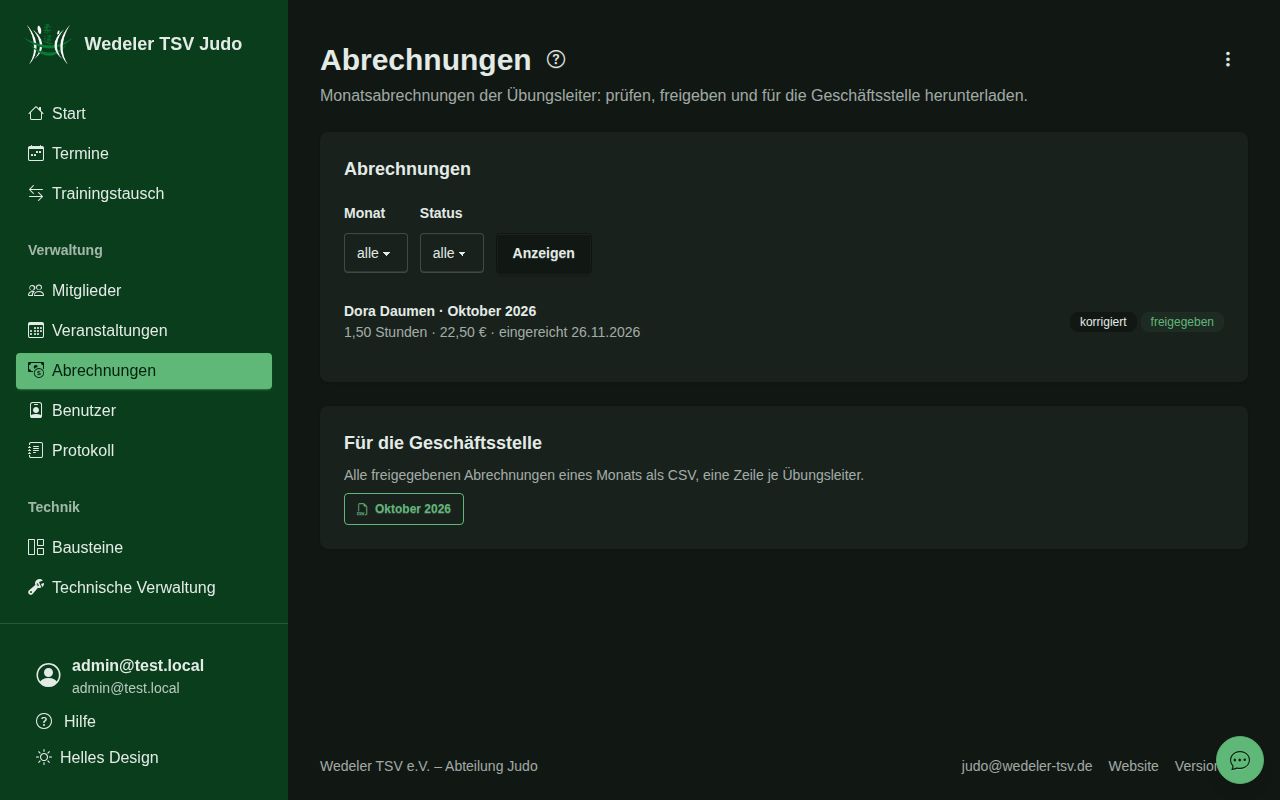 Wedeler TSV Judo
Start
Termine
Trainingstausch
Verwaltung
Mitglieder
Veranstaltungen
Abrechnungen
Benutzer
Protokoll
Technik
Bausteine
Technische Verwaltung
admin@test.local
admin@test.local
Hilfe
Helles Design
Abrechnungen
Monatsabrechnungen der Übungsleiter: prüfen, freigeben und für die Geschäftsstelle herunterladen.
Abrechnungen
Monat Status
alle alle Anzeigen
Dora Daumen · Oktober 2026
1,50 Stunden · 22,50 € · eingereicht 26.11.2026
korrigiert freigegeben
Für die Geschäftsstelle
Alle freigegebenen Abrechnungen eines Monats als CSV, eine Zeile je Übungsleiter.
Oktober 2026
Wedeler TSV e.V. – Abteilung Judo
judo@wedeler-tsv.de Website Version